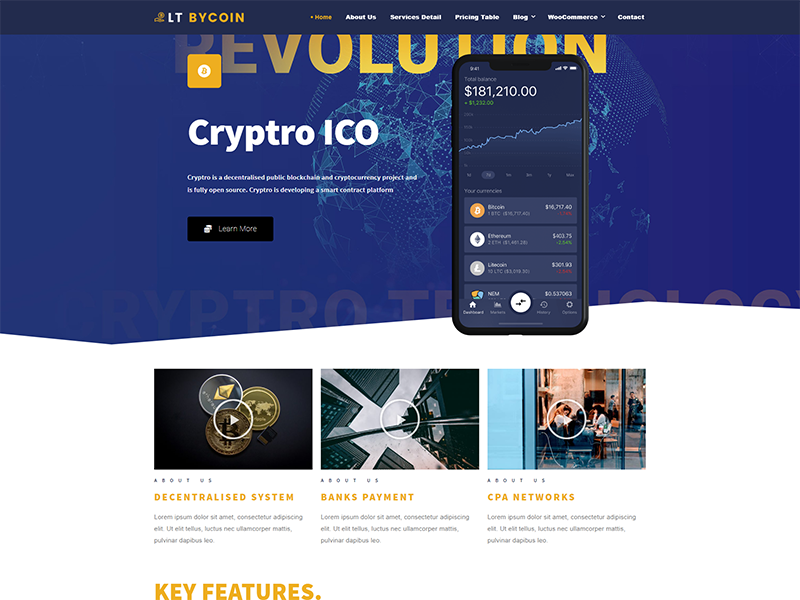 LT BYCOIN
Home About Us Services Detail Pricing Table Blog WooCommerce Contact
REVOLUTION
Cryptro ICO
Cryptro is a decentralised public blockchain and cryptocurrency project and
is fully open source. Cryptro is developing a smart contract platform
Learn More
9:41
Total balance
$181,210.00
+ $1,232.00
1d 7d 1m 3m 1y Max
Your currencies
Bitcoin $16,717.40
1 BTC ($16,717.40)
Ethereum $403.75
3 ETH ($1,461.28) +2.84%
Litecoin $301.93
10 LTC ($3,019.30)
NEM $0.537063
Dashboard Markets History Options
CRYPTRO TECHNOLOGY
ABOUT US
DECENTRALISED SYSTEM
Lorem ipsum dolor sit amet, consectetur adipiscing
elit. Ut elit tellus, luctus nec ullamcorper mattis,
pulvinar dapibus leo.
ABOUT US
BANKS PAYMENT
Lorem ipsum dolor sit amet, consectetur adipiscing
elit. Ut elit tellus, luctus nec ullamcorper mattis,
pulvinar dapibus leo.
ABOUT US
CPA NETWORKS
Lorem ipsum dolor sit amet, consectetur adipiscing
elit. Ut elit tellus, luctus nec ullamcorper mattis,
pulvinar dapibus leo.
KEY FEATURES.